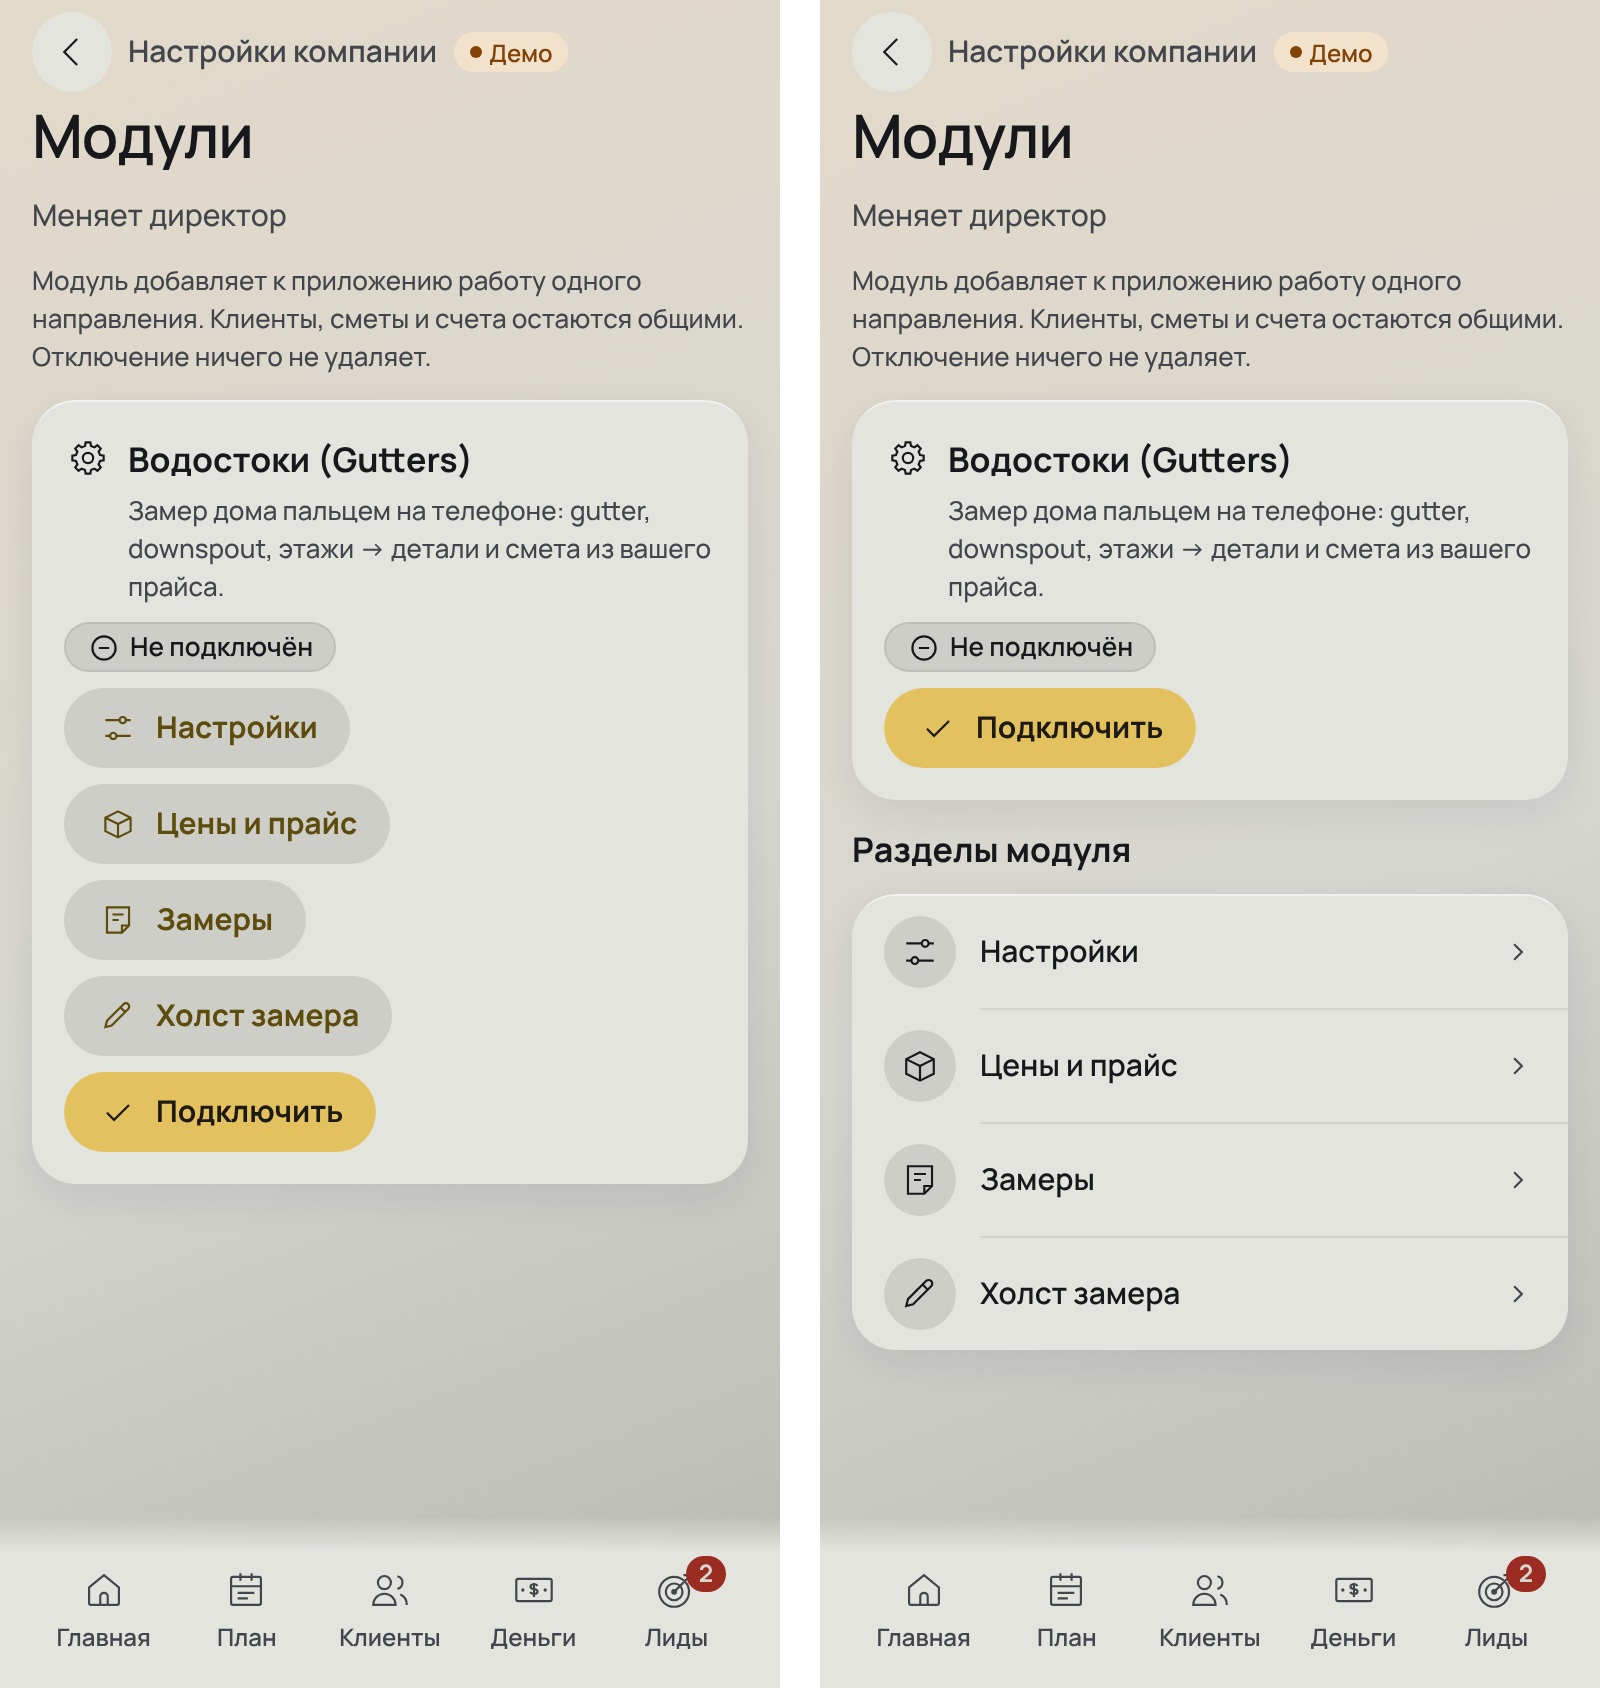 Настройки компании
Демо
Модули
Меняет директор
Модуль добавляет к приложению работу одного
направления. Клиенты, сметы и счета остаются общими.
Отключение ничего не удаляет.
Водостоки (Gutters)
Замер дома пальцем на телефоне: gutter,
downspout, этажи → детали и смета из вашего
прайса.
Не подключён
Настройки
Цены и прайс
Замеры
Холст замера
Подключить
Главная
План
Клиенты
Деньги
2
Лиды
Настройки компании
Демо
Модули
Меняет директор
Модуль добавляет к приложению работу одного
направления. Клиенты, сметы и счета остаются общими.
Отключение ничего не удаляет.
Водостоки (Gutters)
Замер дома пальцем на телефоне: gutter,
downspout, этажи → детали и смета из вашего
прайса.
Не подключён
Подключить
Разделы модуля
Настройки
Цены и прайс
Замеры
Холст замера
Главная
План
Клиенты
Деньги
2
Лиды